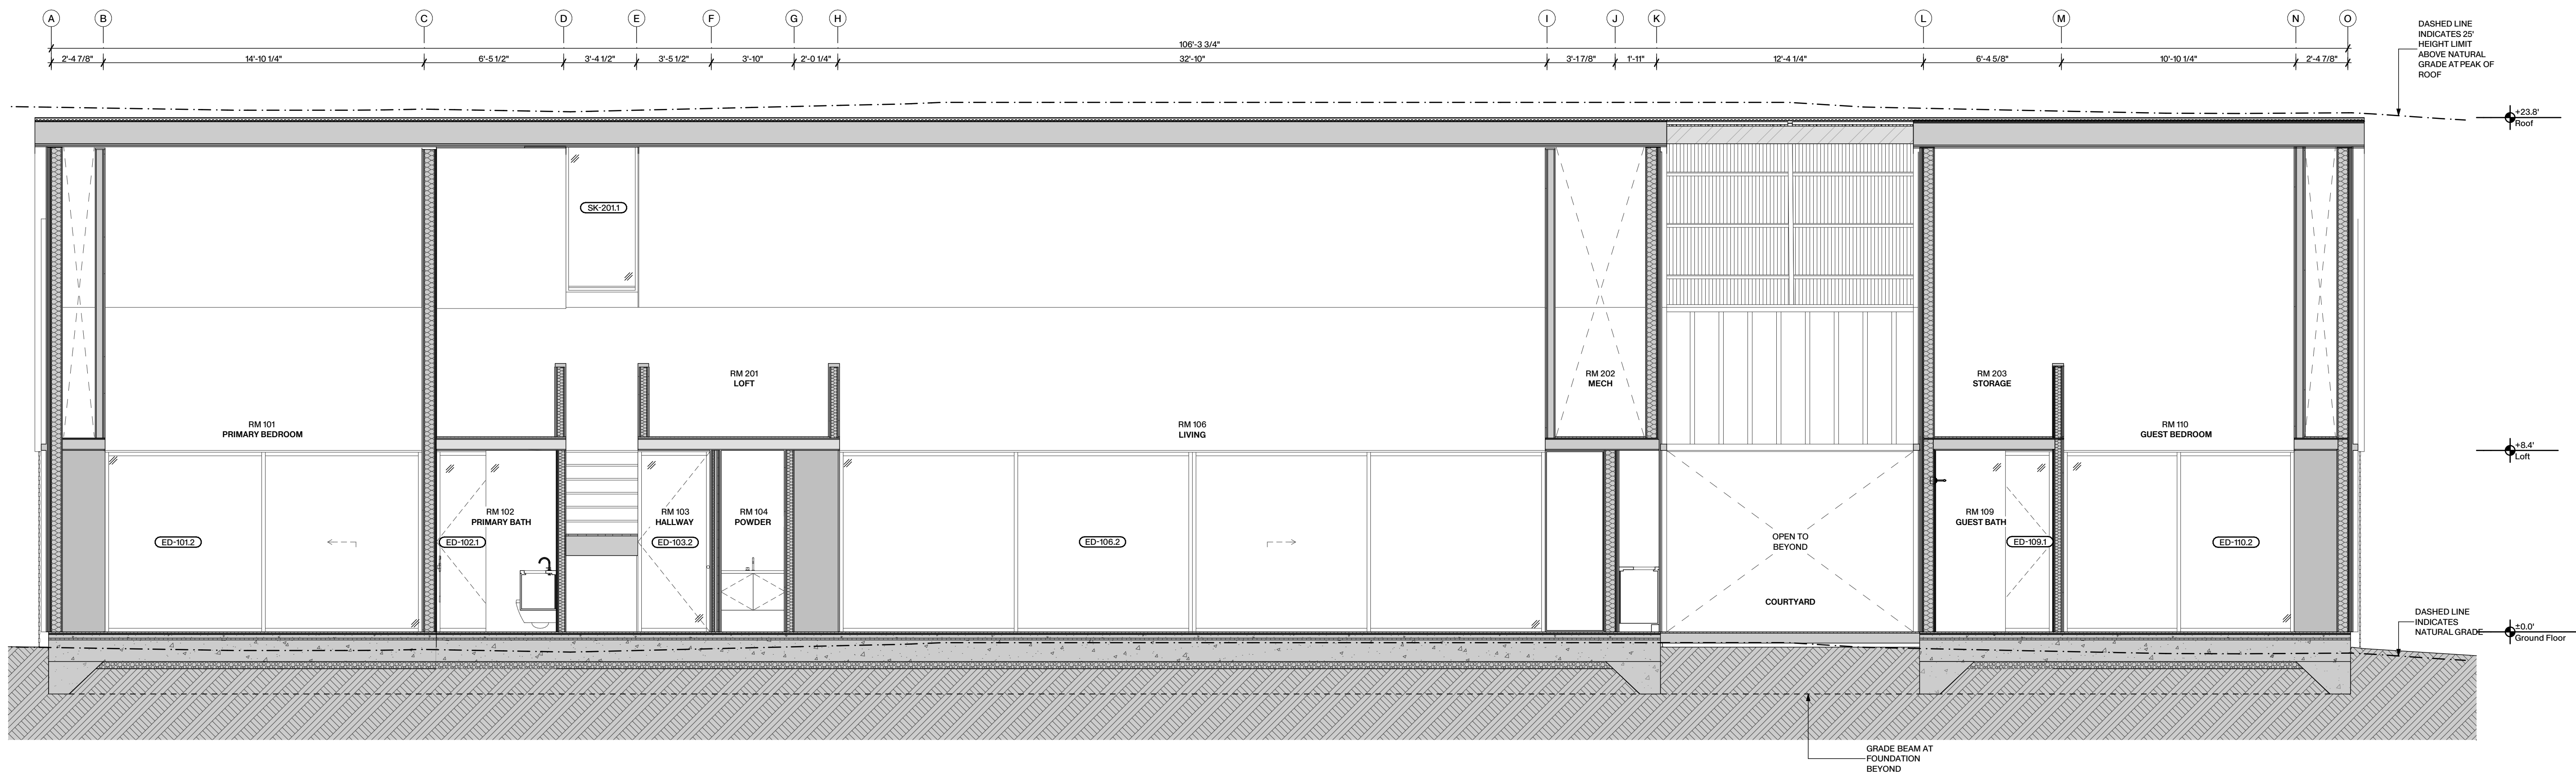 A B C D E F G H I J K L M N O
106'-3 3/4"
2'-4 7/8" 14'-10 1/4" 6'-5 1/2" 3'-4 1/2" 3'-5 1/2" 3'-10" 2'-0 1/4" 32'-10" 3'-1 7/8" 1'-11" 12'-4 1/4" 6'-4 5/8" 10'-10 1/4" 2'-4 7/8"
DASHED LINE
INDICATES 25'
HEIGHT LIMIT
ABOVE NATURAL
GRADE AT PEAK OF
ROOF
+23.8'
Roof
SK-201.1
RM 201
LOFT
RM 202
MECH
RM 203
STORAGE
RM 101
PRIMARY BEDROOM
RM 106
LIVING
RM 110
GUEST BEDROOM
+8.4'
Loft
RM 102
PRIMARY BATH
RM 103
HALLWAY
RM 104
POWDER
RM 109
GUEST BATH
ED-101.2
ED-102.1
ED-103.2
ED-106.2
OPEN TO
BEYOND
ED-109.1
ED-110.2
COURTYARD
DASHED LINE
INDICATES
NATURAL GRADE
±0.0'
Ground Floor
GRADE BEAM AT
FOUNDATION
BEYOND